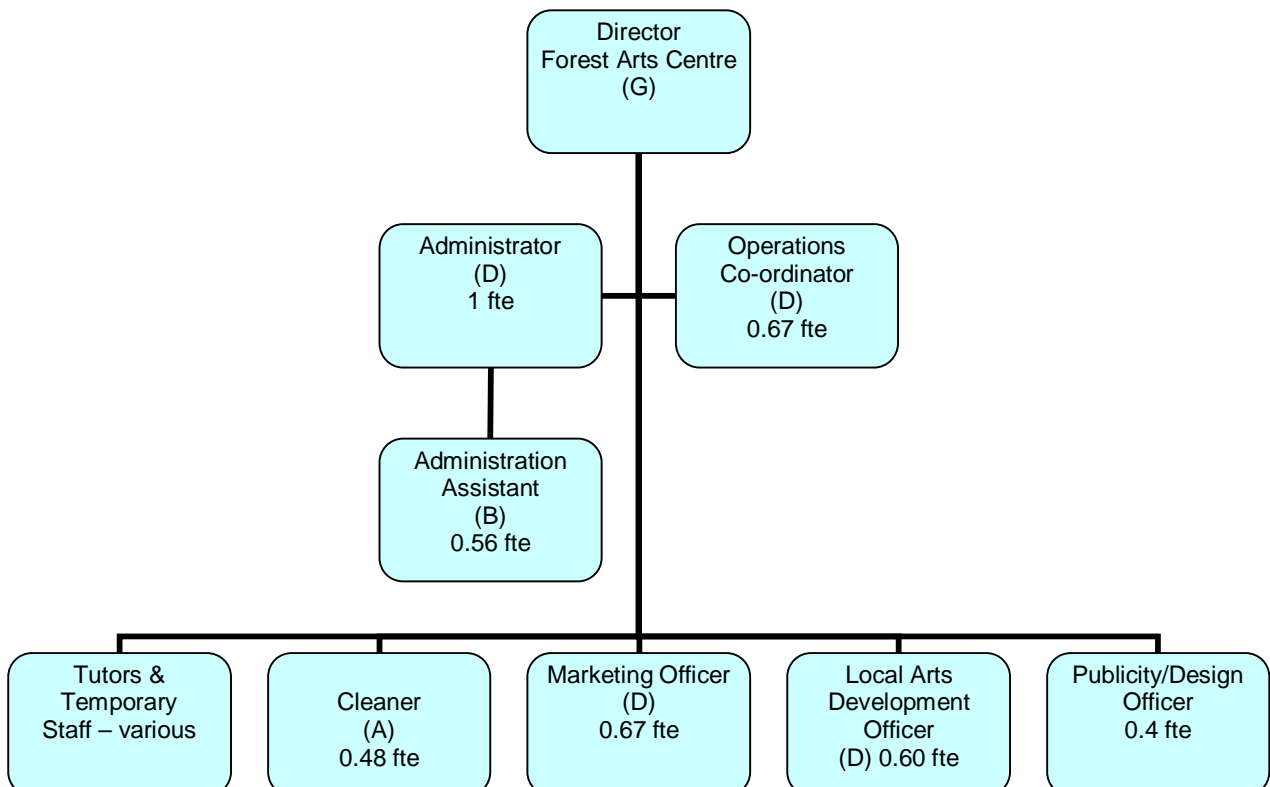 Director
Forest Arts Centre
(G)
Administrator
(D)
1 fte
Operations
Co-ordinator
(D)
0.67 fte
Administration
Assistant
(B)
0.56 fte
Tutors &
Temporary
Staff – various
Cleaner
(A)
0.48 fte
Marketing Officer
(D)
0.67 fte
Local Arts
Development
Officer
(D) 0.60 fte
Publicity/Design
Officer
0.4 fte